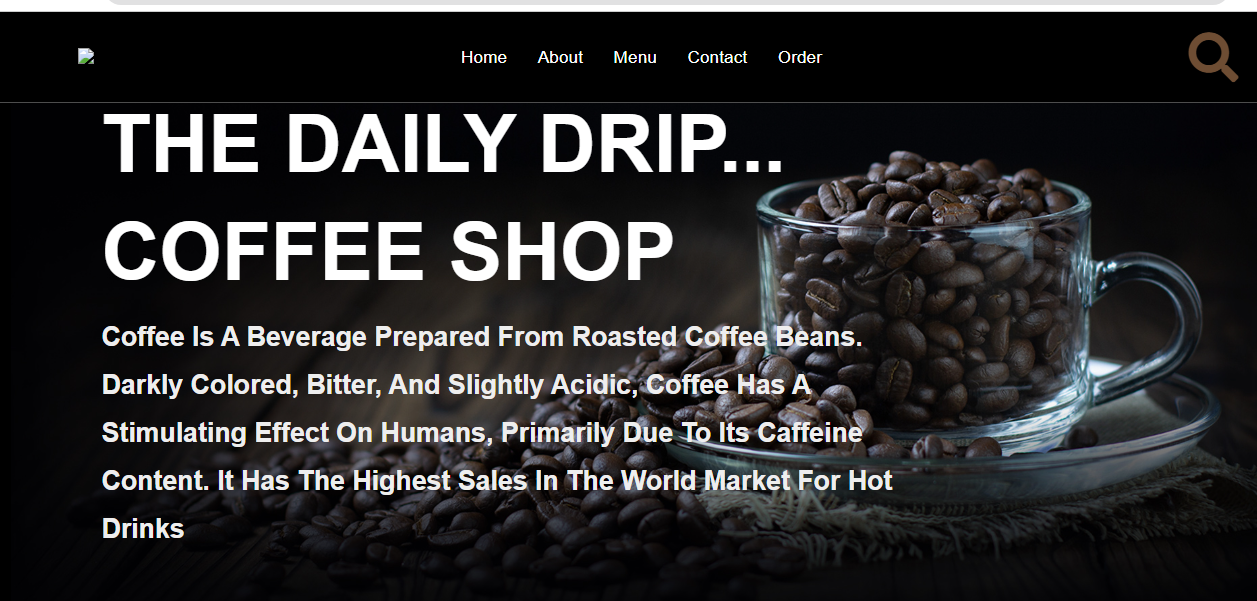 Home About Menu Contact Order
THE DAILY DRIP...
COFFEE SHOP
Coffee Is A Beverage Prepared From Roasted Coffee Beans.
Darkly Colored, Bitter, And Slightly Acidic, Coffee Has A
Stimulating Effect On Humans, Primarily Due To Its Caffeine
Content. It Has The Highest Sales In The World Market For Hot
Drinks